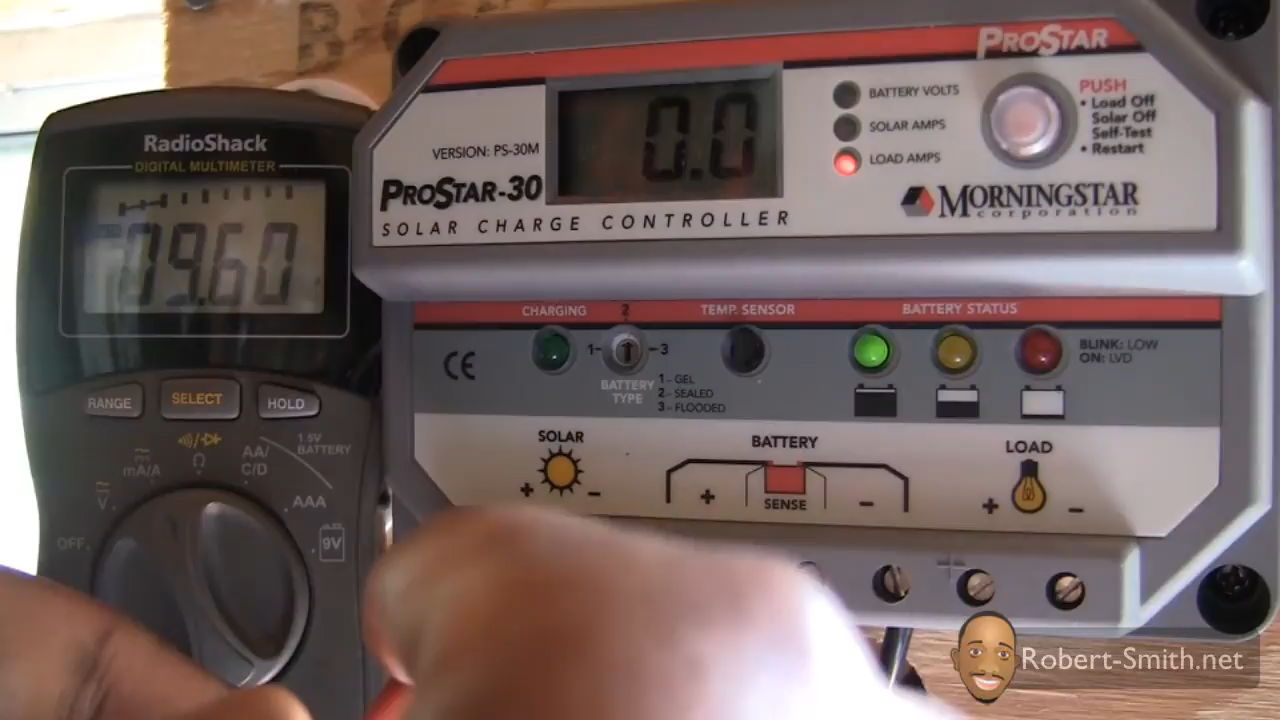 B-C
RadioShack
DIGITAL MULTIMETER
RANGE
SELECT
HOLD
1.5V
BATTERY
mA/A
Ω
AA/
C/D
AAA
V
OFF
9V
PROSTAR
0.0
BATTERY VOLTS
SOLAR AMPS
LOAD AMPS
PUSH
• Load Off
Solar Off
Self-Test
• Restart
VERSION: PS-30M
PROSTAR-30
SOLAR CHARGE CONTROLLER
MORNINGSTAR
corporation
CHARGING
2
TEMP. SENSOR
BATTERY STATUS
CE
1
3
BATTERY
TYPE
1 - GEL
2 - SEALED
3 - FLOODED
BLINK: LOW
ON: LVD
SOLAR
+ -
BATTERY
+ SENSE -
LOAD
+ -
Robert-Smith.net